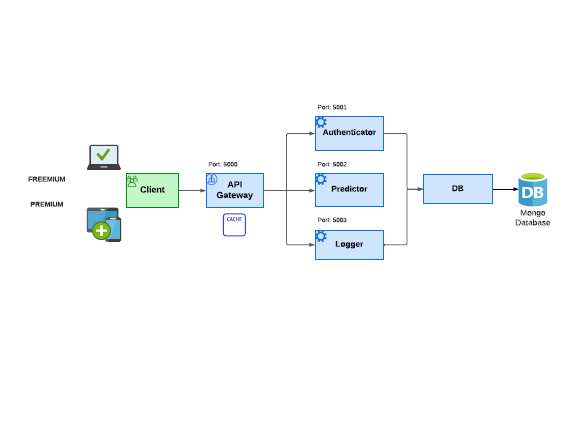 Port: 5001
Authenticator
Port: 5000
Port: 5002
FREEMIUM
Client
API
Gateway
Predictor
DB
DB
PREMIUM
CACHE
Port: 5003
Mongo
Database
Logger